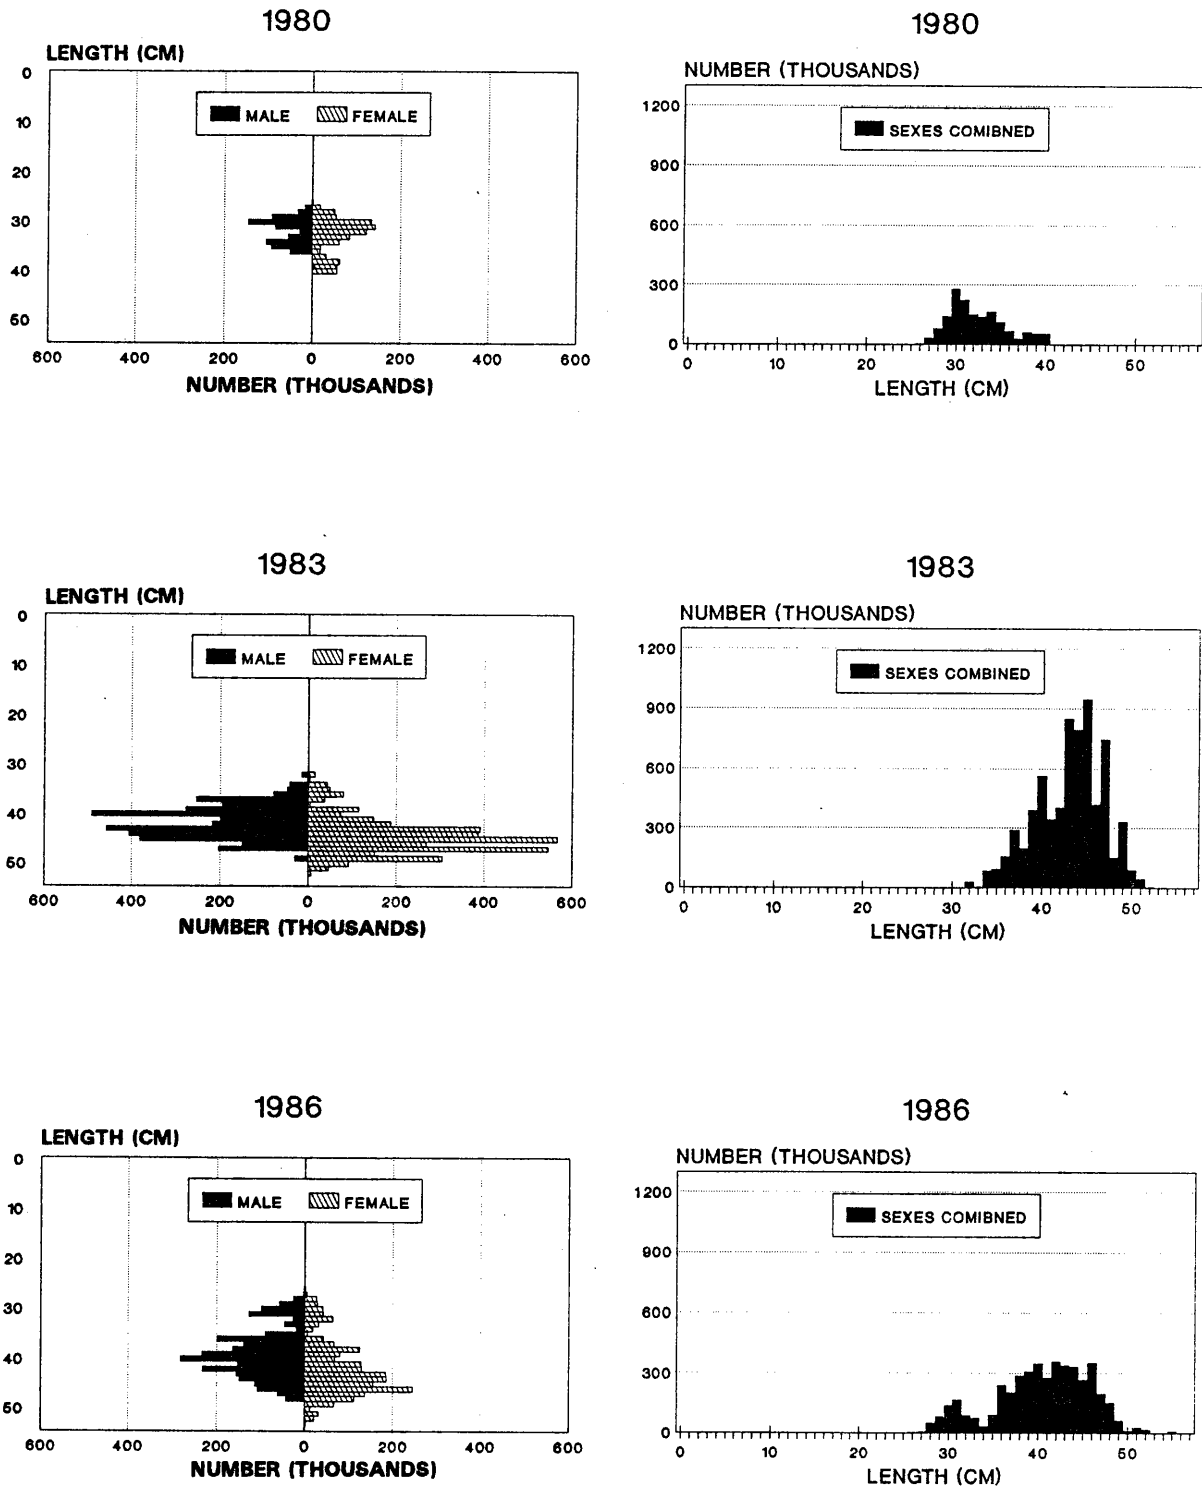 1980
LENGTH (CM)
0
10
20
30
40
50
MALE FEMALE
600 400 200 0 200 400 600
NUMBER (THOUSANDS)
1980
NUMBER (THOUSANDS)
1200
900
600
300
0
SEXES COMIBNED
0 10 20 30 40 50
LENGTH (CM)
1983
LENGTH (CM)
0
10
20
30
40
50
MALE FEMALE
600 400 200 0 200 400 600
NUMBER (THOUSANDS)
1983
NUMBER (THOUSANDS)
1200
900
600
300
0
SEXES COMBINED
0 10 20 30 40 50
LENGTH (CM)
1986
LENGTH (CM)
0
10
20
30
40
50
MALE FEMALE
600 400 200 0 200 400 600
NUMBER (THOUSANDS)
1986
NUMBER (THOUSANDS)
1200
900
600
300
0
SEXES COMIBNED
0 10 20 30 40 50
LENGTH (CM)